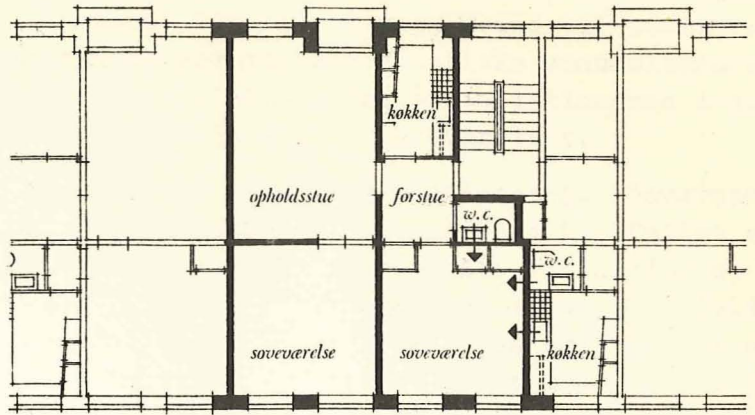 køkken
opholdsstue
forstue
w.c.
w.c.
soveværelse
soveværelse
køkken